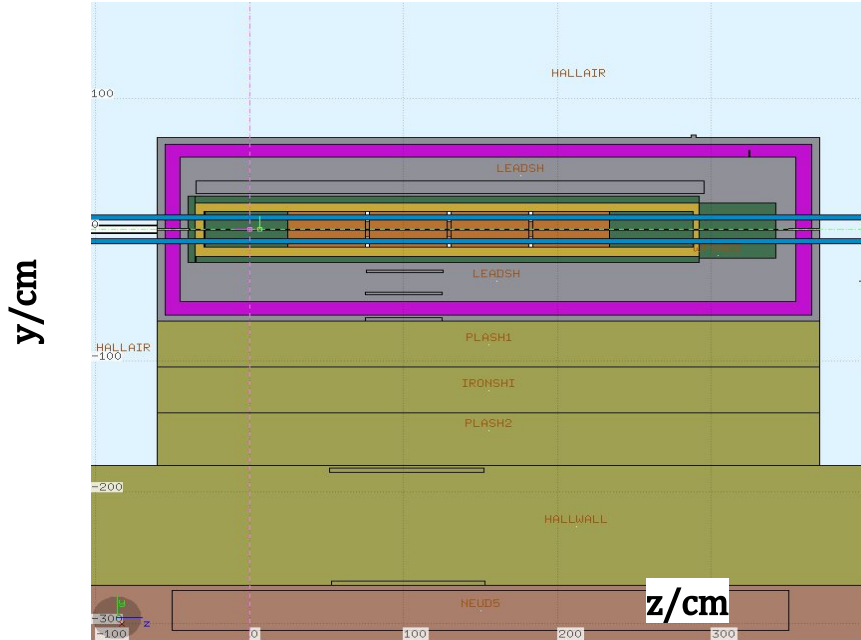 HALLAIR
100
LEADSH
0
LEADSH
y/cm
PLASH1
HALLAIR
-100
IRONSHI
PLASH2
-200
HALLWALL
NEUDS
z/cm
-300
z
-100
0
100
200
300